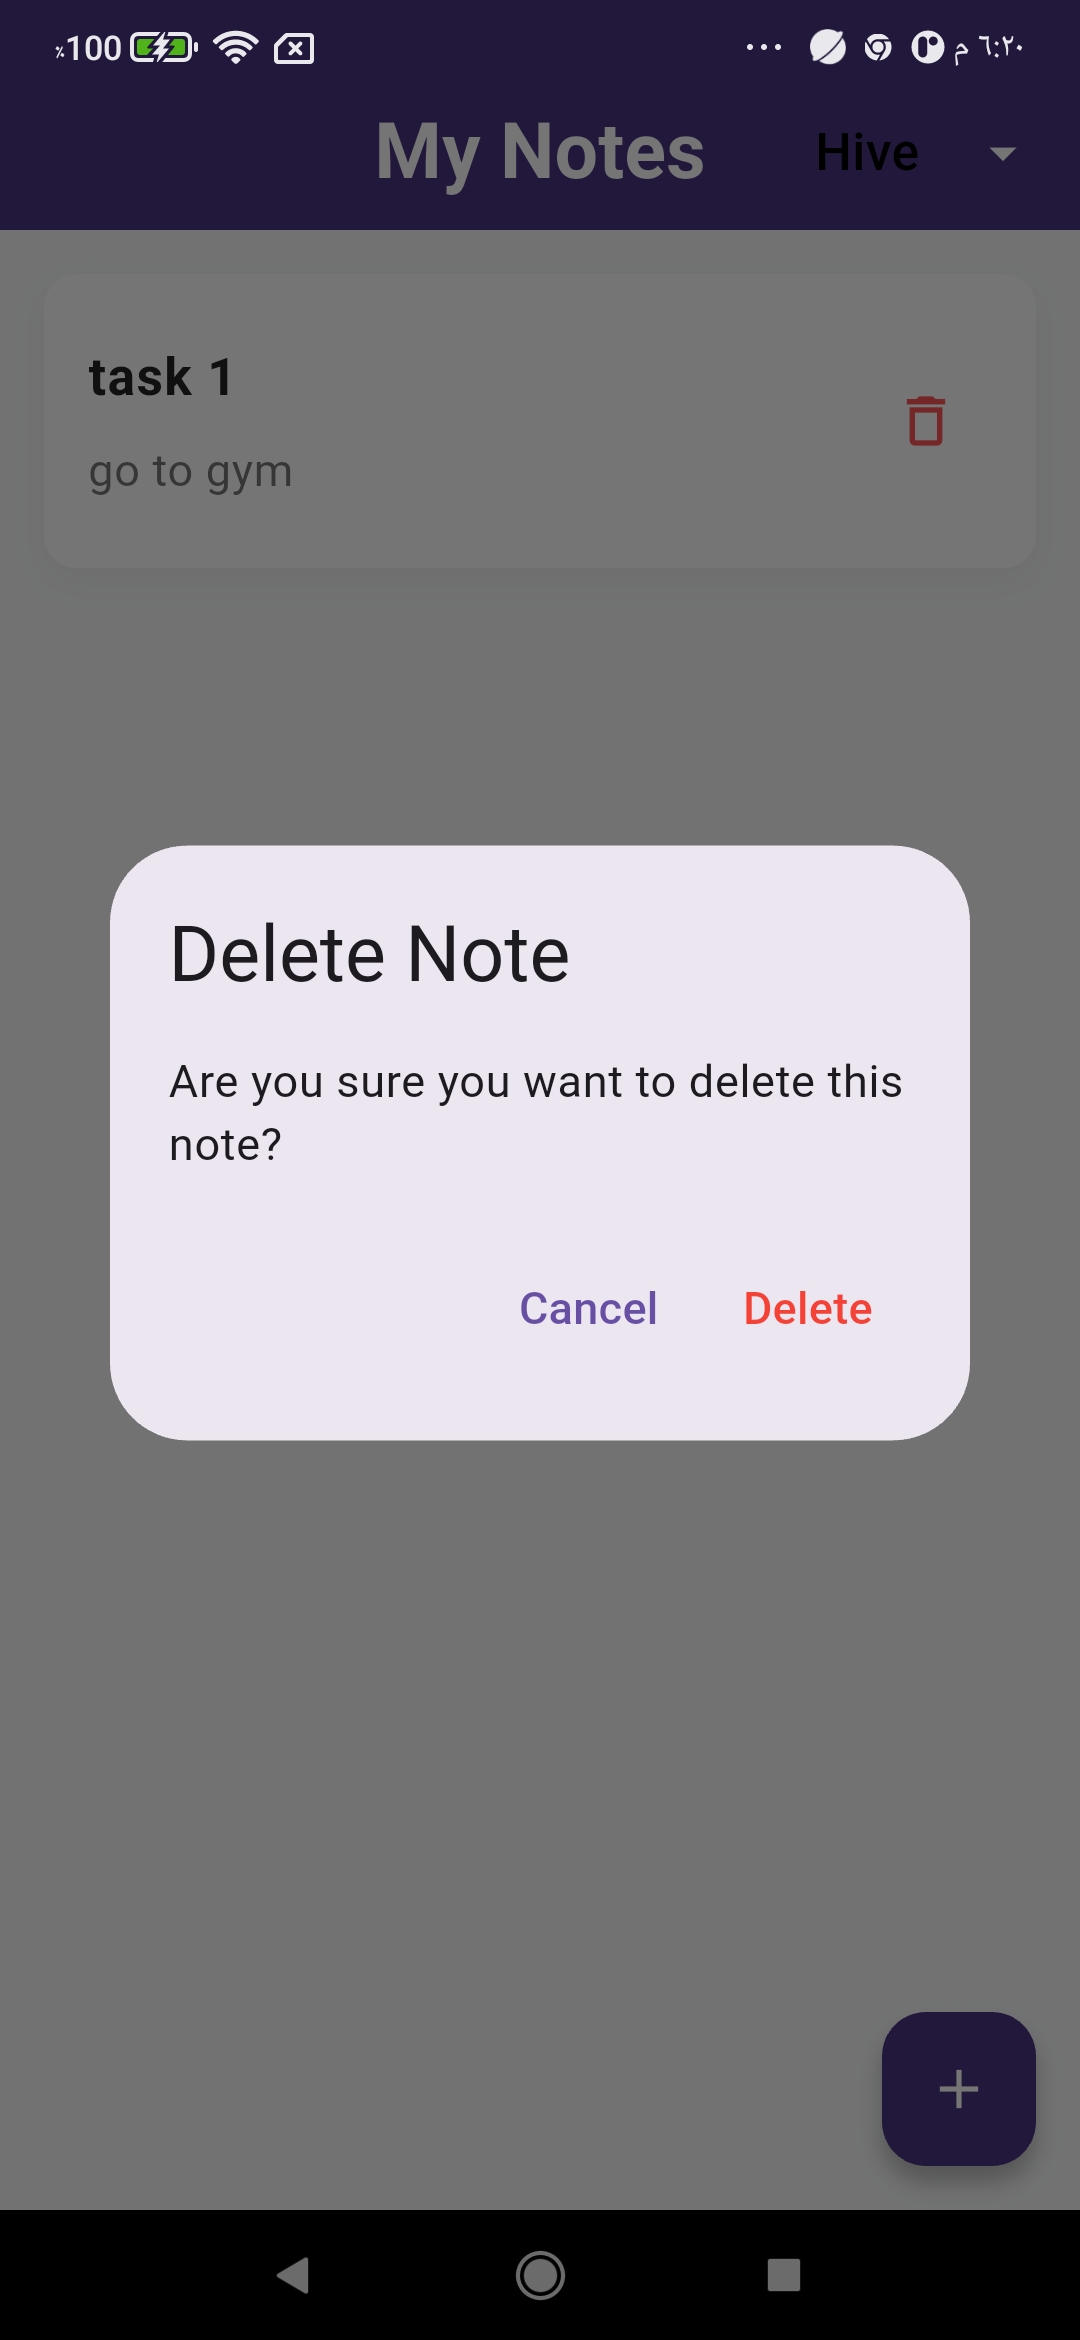 ٪100
٦:٢٠ م
My Notes
Hive
task 1
go to gym
Delete Note
Are you sure you want to delete this
note?
Cancel
Delete